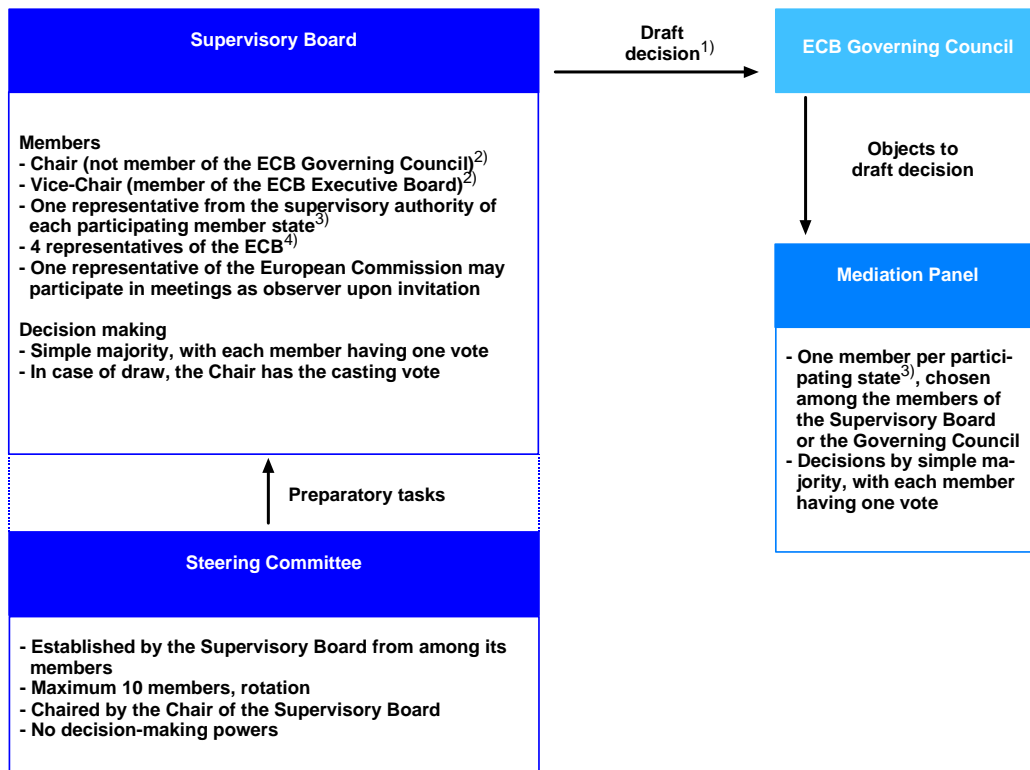 Supervisory Board
Members
- Chair (not member of the ECB Governing Council)2)
- Vice-Chair (member of the ECB Executive Board)2)
- One representative from the supervisory authority of
each participating member state3)
- 4 representatives of the ECB4)
- One representative of the European Commission may
participate in meetings as observer upon invitation
Decision making
- Simple majority, with each member having one vote
- In case of draw, the Chair has the casting vote
Draft
decision1)
ECB Governing Council
Objects to
draft decision
Mediation Panel
- One member per partici-
pating state3), chosen
among the members of
the Supervisory Board
or the Governing Council
- Decisions by simple ma-
jority, with each member
having one vote
Preparatory tasks
Steering Committee
- Established by the Supervisory Board from among its
members
- Maximum 10 members, rotation
- Chaired by the Chair of the Supervisory Board
- No decision-making powers